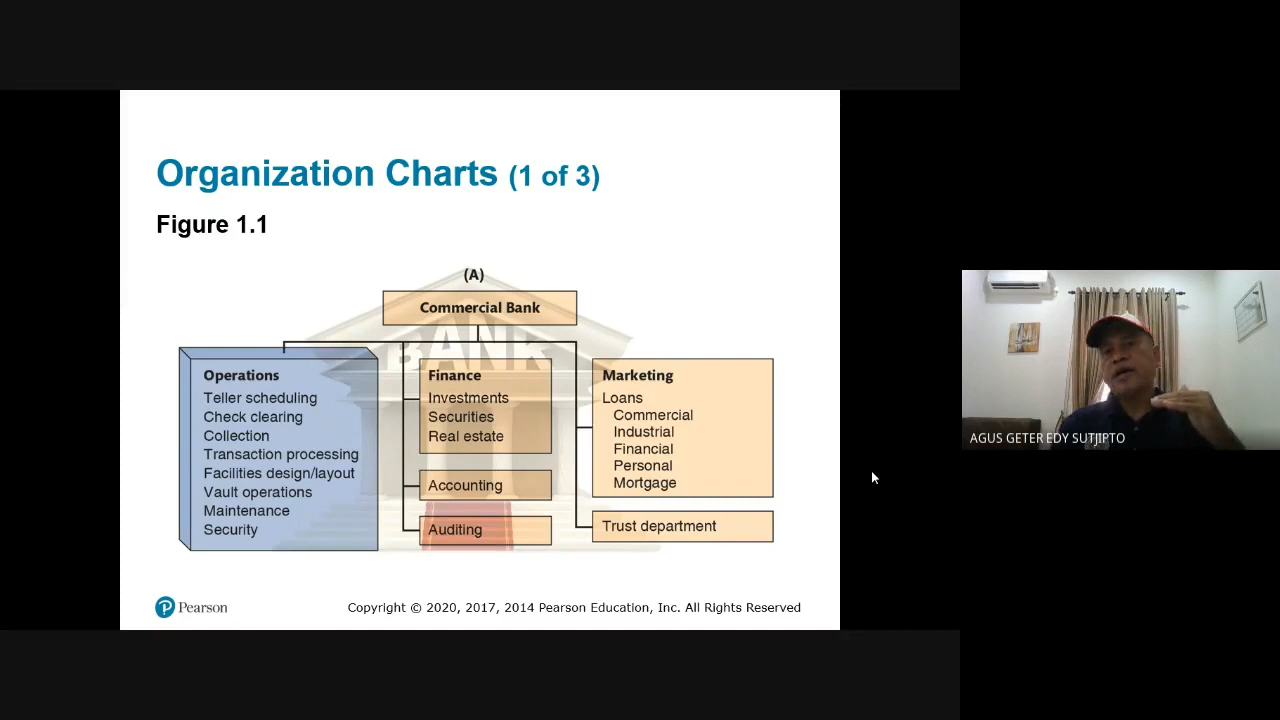 Organization Charts (1 of 3)
Figure 1.1
(A)
BANK
Commercial Bank
Operations
Teller scheduling
Check clearing
Collection
Transaction processing
Facilities design/layout
Vault operations
Maintenance
Security
Finance
Investments
Securities
Real estate
Accounting
Auditing
Marketing
Loans
Commercial
Industrial
Financial
Personal
Mortgage
Trust department
Pearson
Copyright © 2020, 2017, 2014 Pearson Education, Inc. All Rights Reserved
AGUS GETER EDY SUTJIPTO